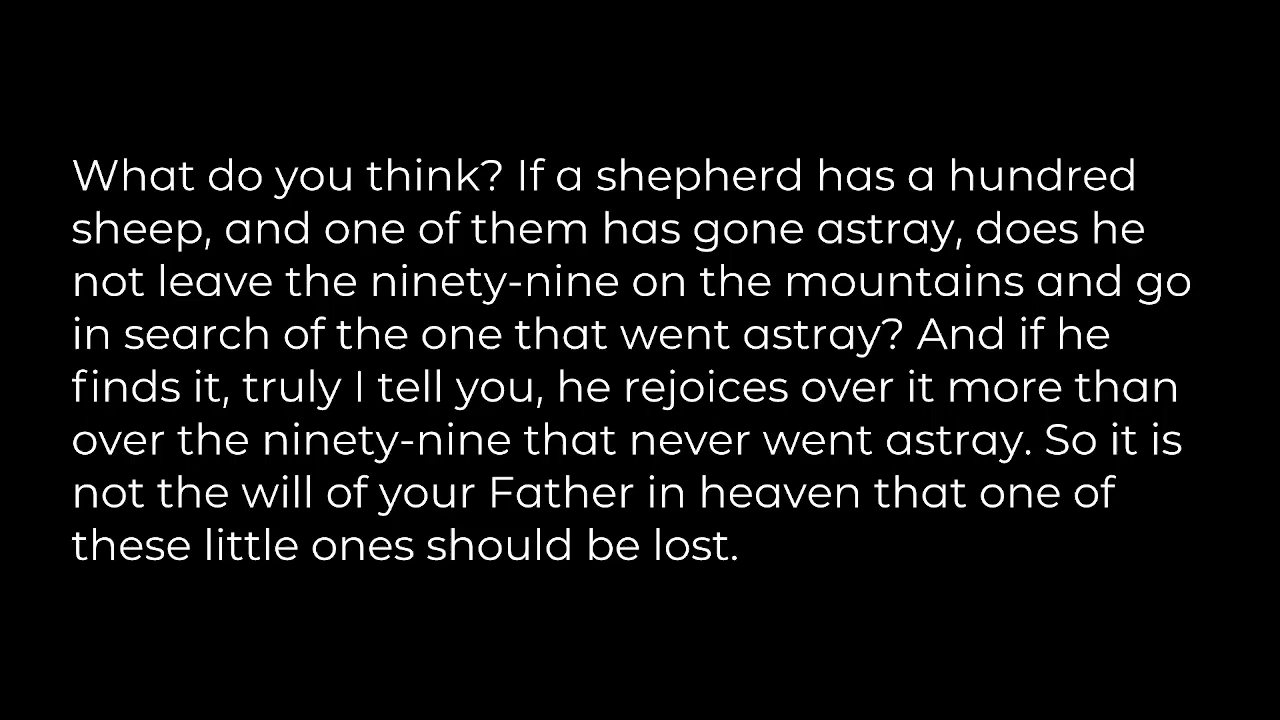 What do you think? If a shepherd has a hundred
sheep, and one of them has gone astray, does he
not leave the ninety-nine on the mountains and go
in search of the one that went astray? And if he
finds it, truly I tell you, he rejoices over it more than
over the ninety-nine that never went astray. So it is
not the will of your Father in heaven that one of
these little ones should be lost.